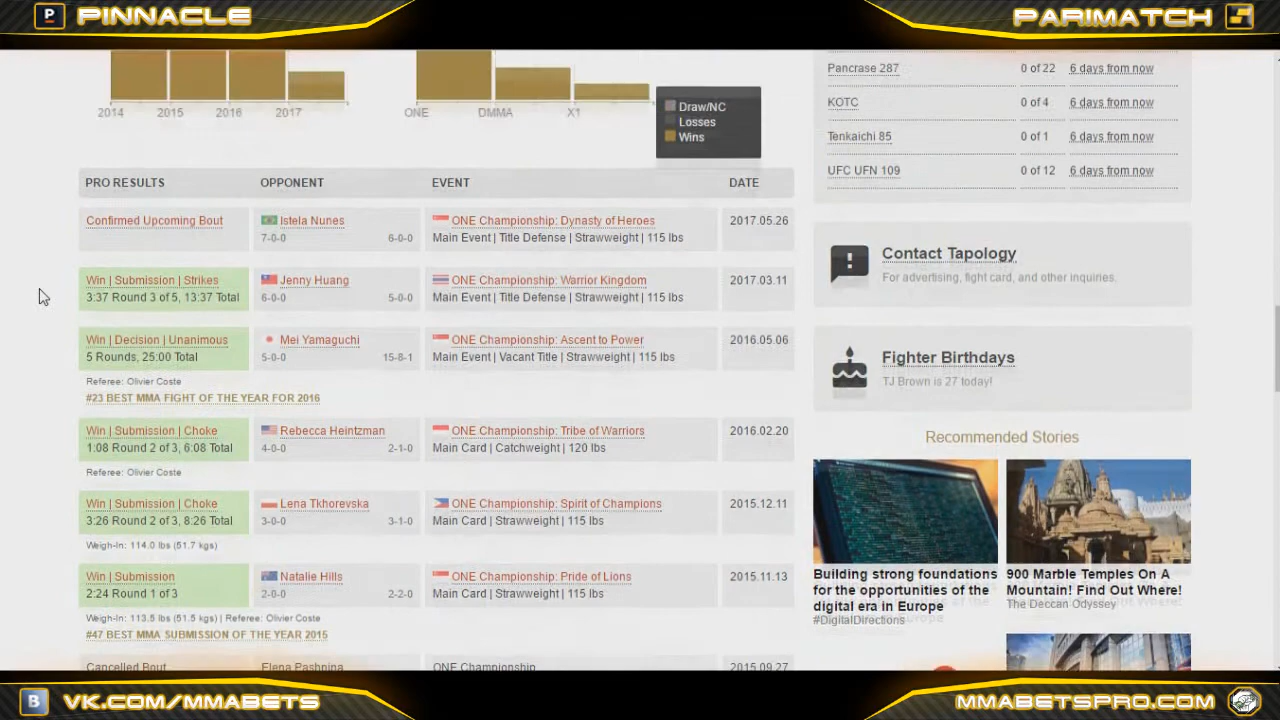 PINNACLE
PARIMATCH
2014 2015 2016 2017
ONE DMMA X1
Draw/NC
Losses
Wins
Pancrase 287 0 of 22 6 days from now
KOTC 0 of 4 6 days from now
Tenkaichi 85 0 of 1 6 days from now
UFC UFN 109 0 of 12 6 days from now
PRO RESULTS OPPONENT EVENT DATE
Confirmed Upcoming Bout Istela Nunes ONE Championship: Dynasty of Heroes 2017.05.26
7-0-0 6-0-0 Main Event | Title Defense | Strawweight | 115 lbs
Win | Submission | Strikes Jenny Huang ONE Championship: Warrior Kingdom 2017.03.11
3:37 Round 3 of 5, 13:37 Total 6-0-0 5-0-0 Main Event | Title Defense | Strawweight | 115 lbs
Win | Decision | Unanimous Mei Yamaguchi ONE Championship: Ascent to Power 2016.05.06
5 Rounds, 25:00 Total 5-0-0 15-8-1 Main Event | Vacant Title | Strawweight | 115 lbs
Referee: Olivier Coste
#23 BEST MMA FIGHT OF THE YEAR FOR 2016
Win | Submission | Choke Rebecca Heintzman ONE Championship: Tribe of Warriors 2016.02.20
1:08 Round 2 of 3, 6:08 Total 4-0-0 2-1-0 Main Card | Catchweight | 120 lbs
Referee: Olivier Coste
Win | Submission | Choke Lena Tkhorevska ONE Championship: Spirit of Champions 2015.12.11
3:26 Round 2 of 3, 8:26 Total 3-0-0 3-1-0 Main Card | Strawweight | 115 lbs
Weigh-In: 114.0 lbs (51.7 kgs)
Win | Submission Natalie Hills ONE Championship: Pride of Lions 2015.11.13
2:24 Round 1 of 3 2-0-0 2-2-0 Main Card | Strawweight | 115 lbs
Weigh-In: 113.5 lbs (51.5 kgs) | Referee: Olivier Coste
#47 BEST MMA SUBMISSION OF THE YEAR 2015
Cancelled Bout Elena Pashnina ONE Championship 2015.09.27
Contact Tapology
For advertising, fight card, and other inquiries.
Fighter Birthdays
TJ Brown is 27 today!
Recommended Stories
Building strong foundations
for the opportunities of the
digital era in Europe
#DigitalDirections
900 Marble Temples On A
Mountain! Find Out Where!
The Deccan Odyssey
VK.COM/MMABETS
MMABETSPRO.COM